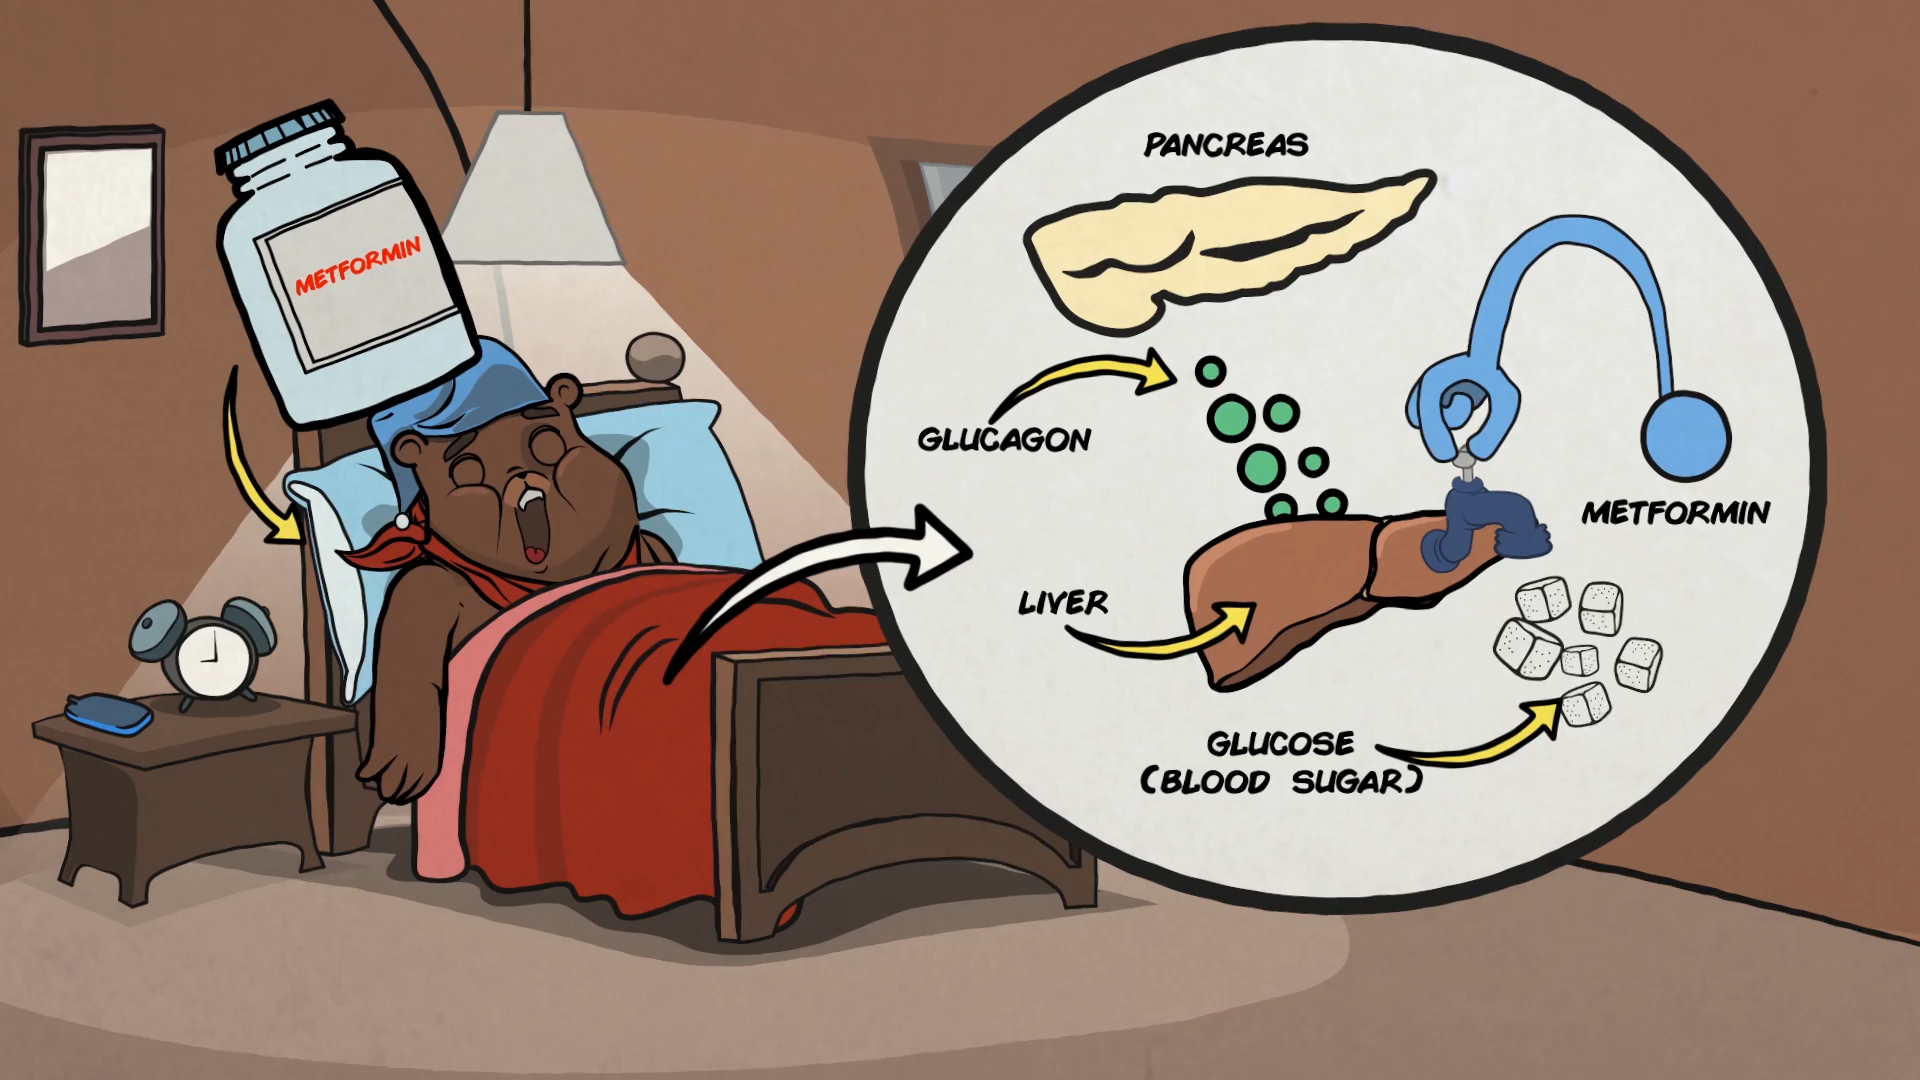 METFORMIN
PANCREAS
GLUCAGON
METFORMIN
LIVER
GLUCOSE
(BLOOD SUGAR)